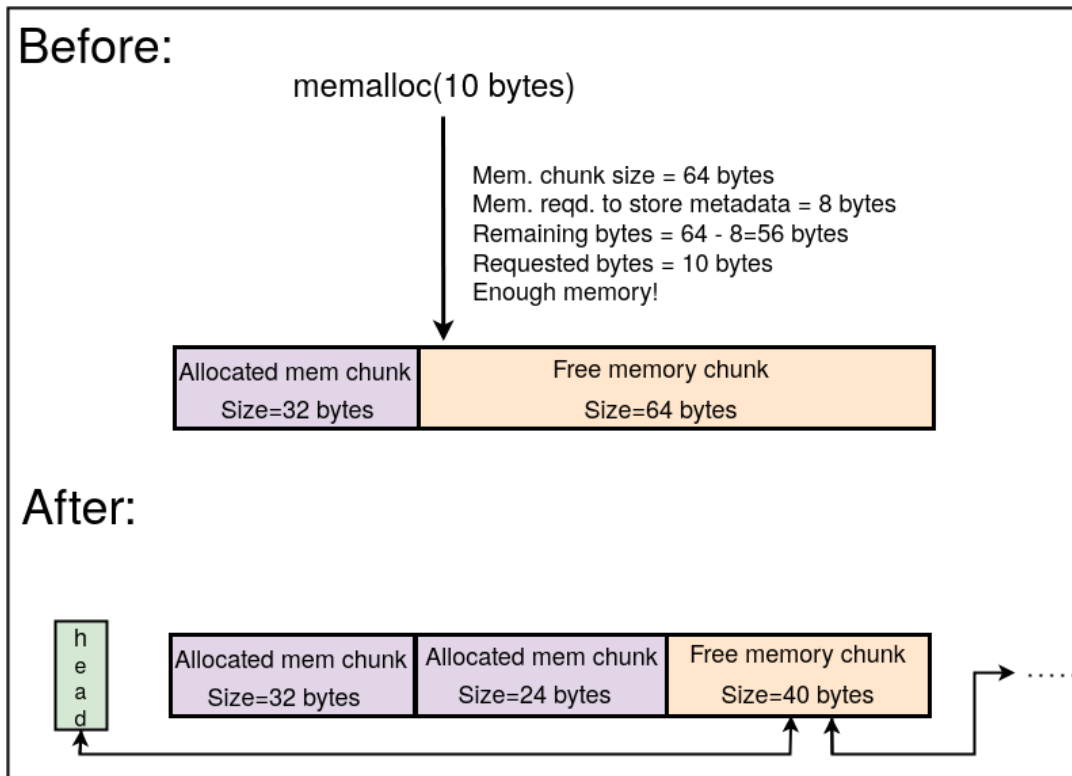 Before:
memalloc(10 bytes)
Mem. chunk size = 64 bytes
Mem. reqd. to store metadata = 8 bytes
Remaining bytes = 64 - 8=56 bytes
Requested bytes = 10 bytes
Enough memory!
Allocated mem chunk
Size=32 bytes
Free memory chunk
Size=64 bytes
After:
head
Allocated mem chunk
Size=32 bytes
Allocated mem chunk
Size=24 bytes
Free memory chunk
Size=40 bytes
.....